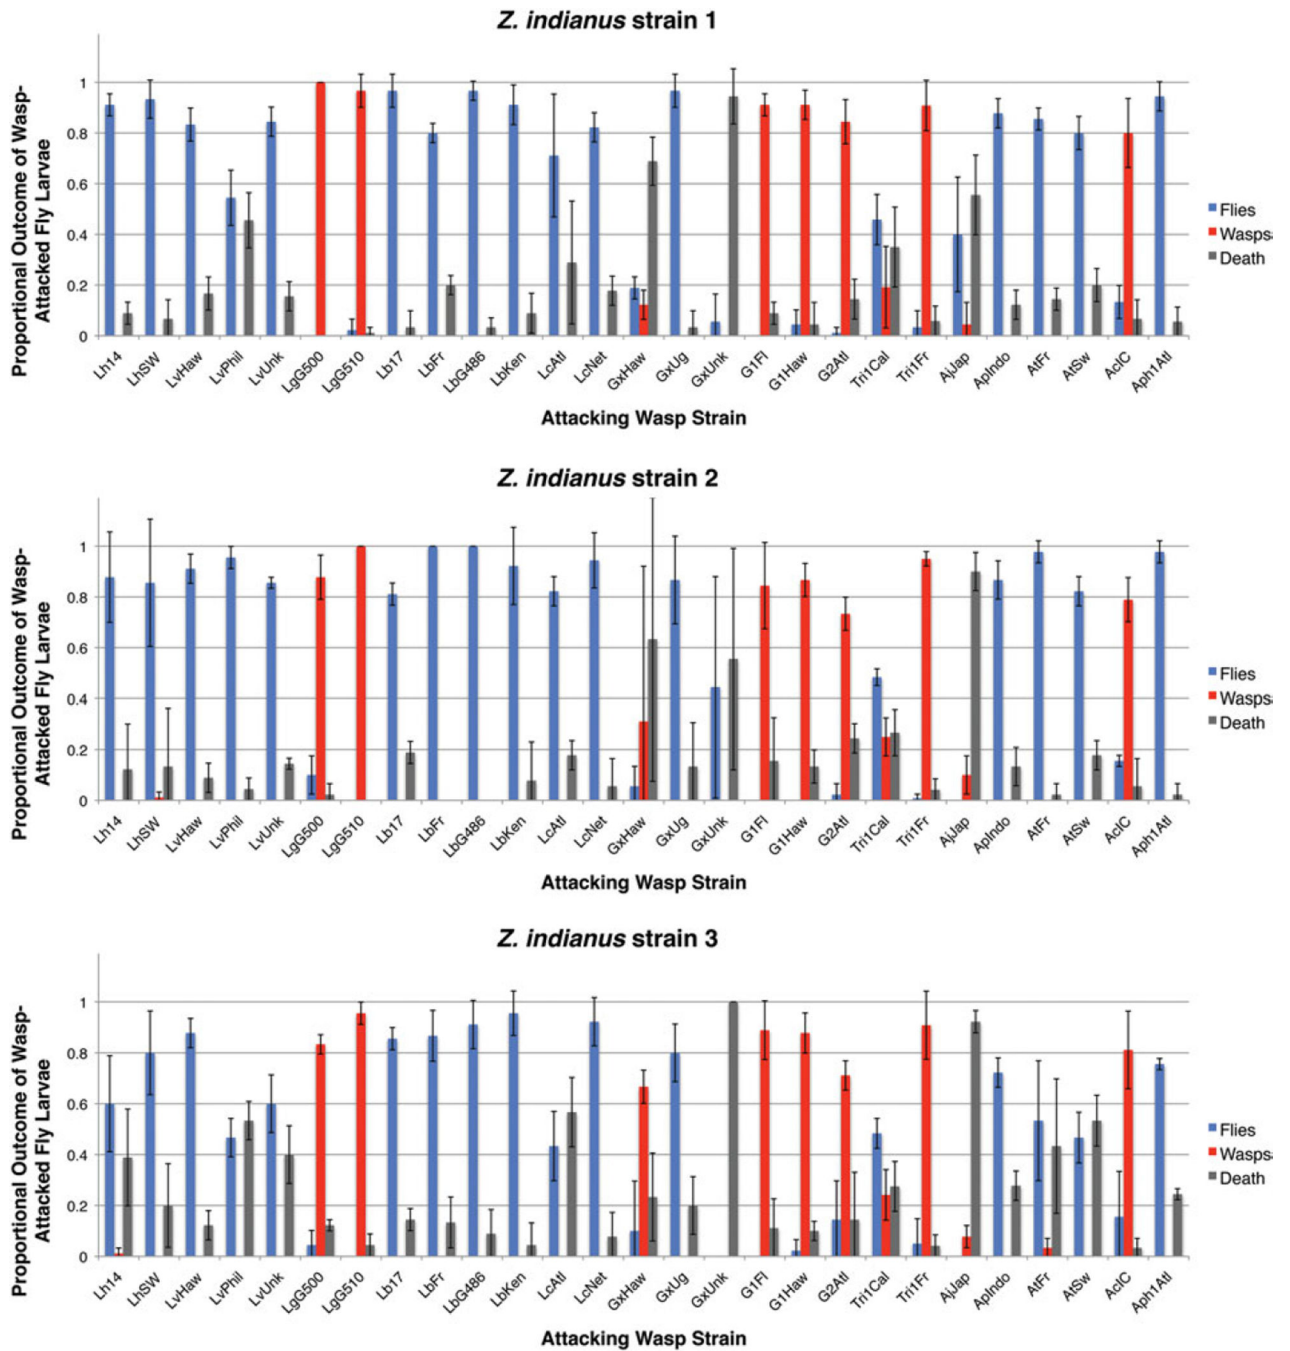 Z. indianus strain 1
Proportional Outcome of Wasp-
Attacked Fly Larvae
1
0.8
0.6
0.4
0.2
0
Flies
Wasps
Death
Lh14 LhSW LvHaw LvPhil LvUnk LgG500 LgG510 Lb17 LbFr LbG486 LbKen LcAtl LcNet GxHaw GxUg GxUnk G1Fl G1Haw G2Atl Tri1Cal Tri1Fr AjJap ApIndo AtFr AtSw AclC Aph1Atl
Attacking Wasp Strain
Z. indianus strain 2
Proportional Outcome of Wasp-
Attacked Fly Larvae
1
0.8
0.6
0.4
0.2
0
Flies
Wasps
Death
Lh14 LhSW LvHaw LvPhil LvUnk LgG500 LgG510 Lb17 LbFr LbG486 LbKen LcAtl LcNet GxHaw GxUg GxUnk G1Fl G1Haw G2Atl Tri1Cal Tri1Fr AjJap ApIndo AtFr AtSw AclC Aph1Atl
Attacking Wasp Strain
Z. indianus strain 3
Proportional Outcome of Wasp-
Attacked Fly Larvae
1
0.8
0.6
0.4
0.2
0
Flies
Wasps
Death
Lh14 LhSW LvHaw LvPhil LvUnk LgG500 LgG510 Lb17 LbFr LbG486 LbKen LcAtl LcNet GxHaw GxUg GxUnk G1Fl G1Haw G2Atl Tri1Cal Tri1Fr AjJap ApIndo AtFr AtSw AclC Aph1Atl
Attacking Wasp Strain